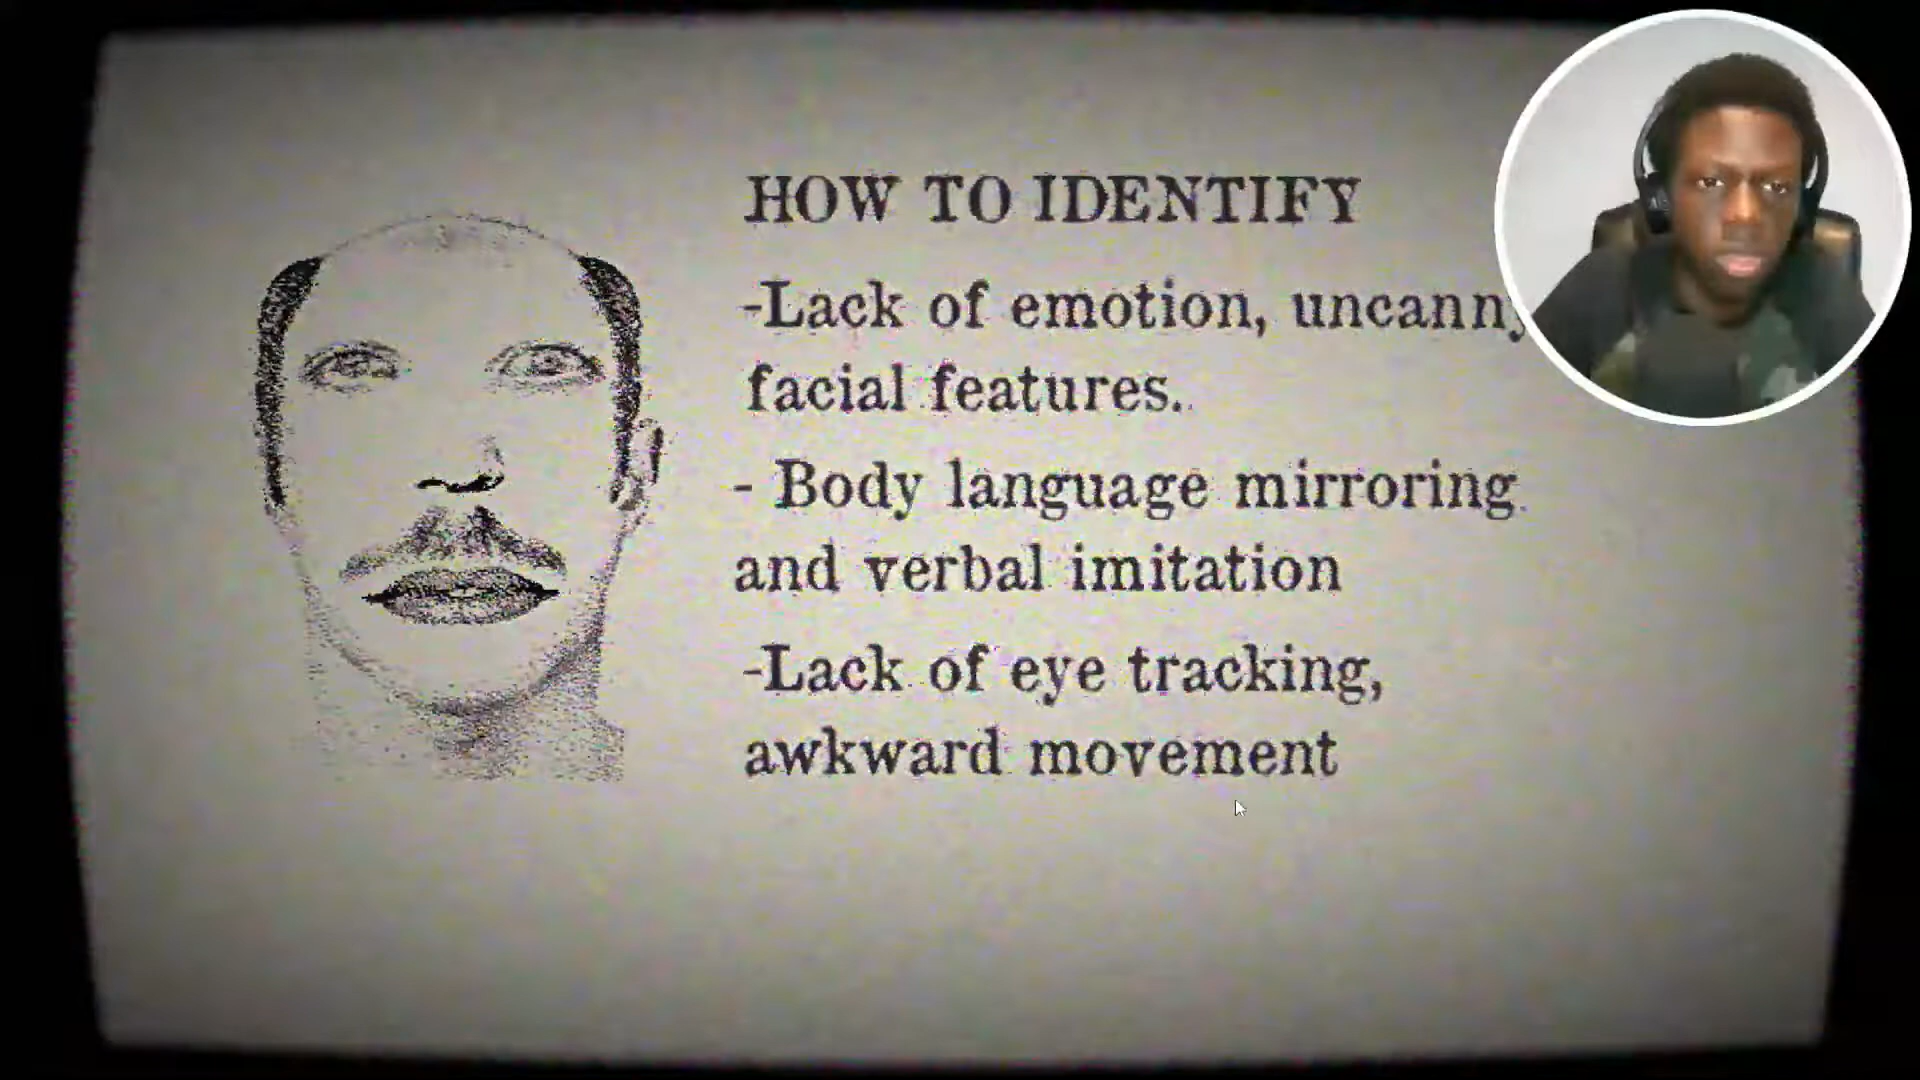 HOW TO IDENTIFY
-Lack of emotion, uncanny
facial features.
- Body language mirroring
and verbal imitation
-Lack of eye tracking,
awkward movement